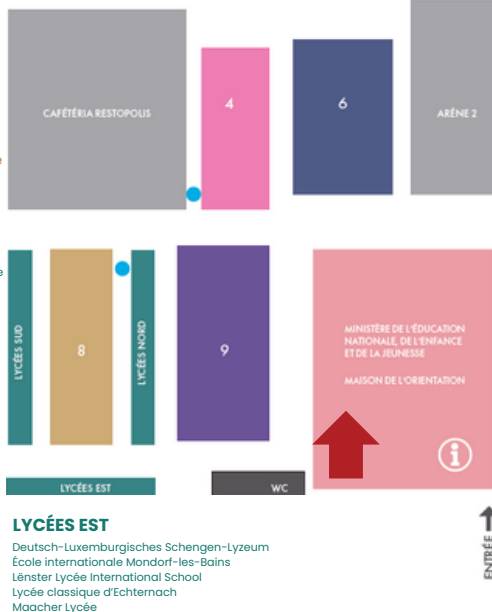 CAFÉTÉRIA RESTOPOLIS
4
6
ARÈNE 2
LYCÉES SUD
8
LYCÉES NORD
9
MINISTÈRE DE L'ÉDUCATION
NATIONALE, DE L'ENFANCE
ET DE LA JEUNESSE
MAISON DE L'ORIENTATION
LYCÉES EST
WC
ENTRÉE
LYCÉES EST
Deutsch-Luxemburgisches Schengen-Lyzeum
École internationale Mondorf-les-Bains
Lënster Lycée International School
Lycée classique d'Echternach
Maacher Lycée